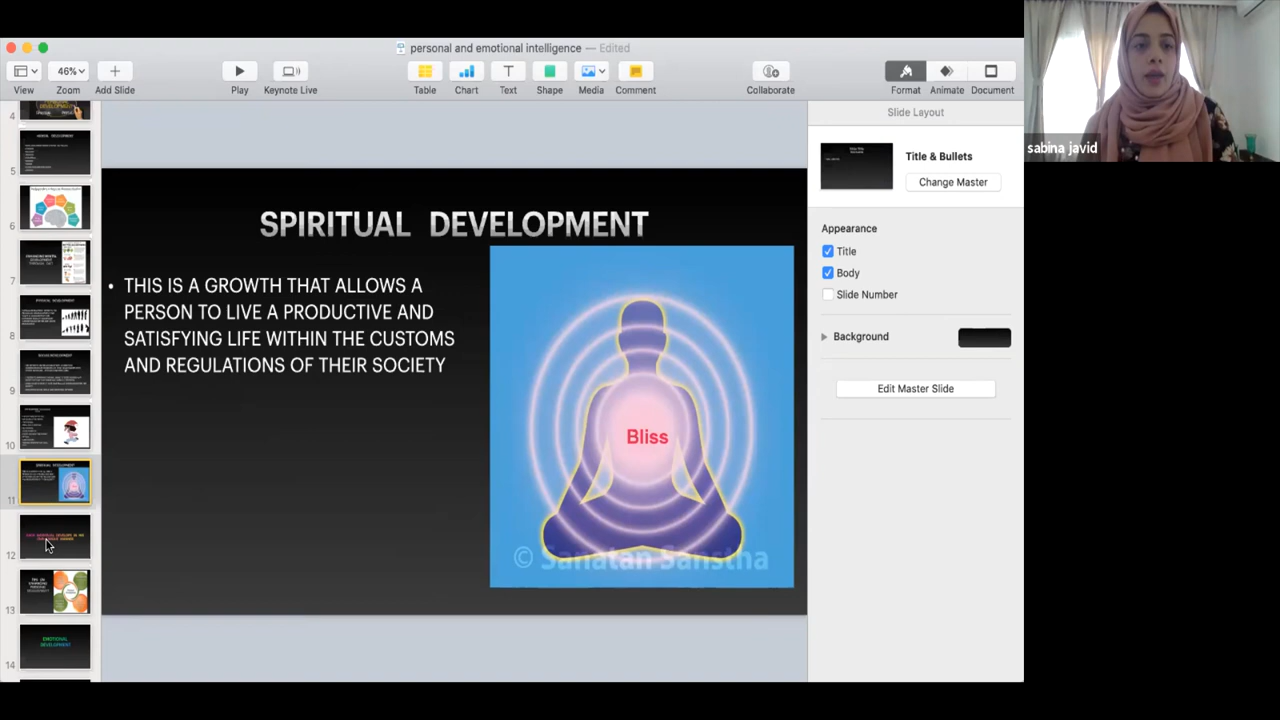 personal and emotional intelligence — Edited
View
46%
Zoom
Add Slide
Play
Keynote Live
Table
Chart
Text
Shape
Media
Comment
Collaborate
Format
Animate
Document
Slide Layout
Title & Bullets
Change Master
Appearance
Title
Body
Slide Number
Background
Edit Master Slide
4
5
6
7
8
9
10
11
12
13
14
SPIRITUAL DEVELOPMENT
• THIS IS A GROWTH THAT ALLOWS A
PERSON TO LIVE A PRODUCTIVE AND
SATISFYING LIFE WITHIN THE CUSTOMS
AND REGULATIONS OF THEIR SOCIETY
Bliss
© Sanatan Sanstha
EMOTIONAL
DEVELOPMENT
sabina javid